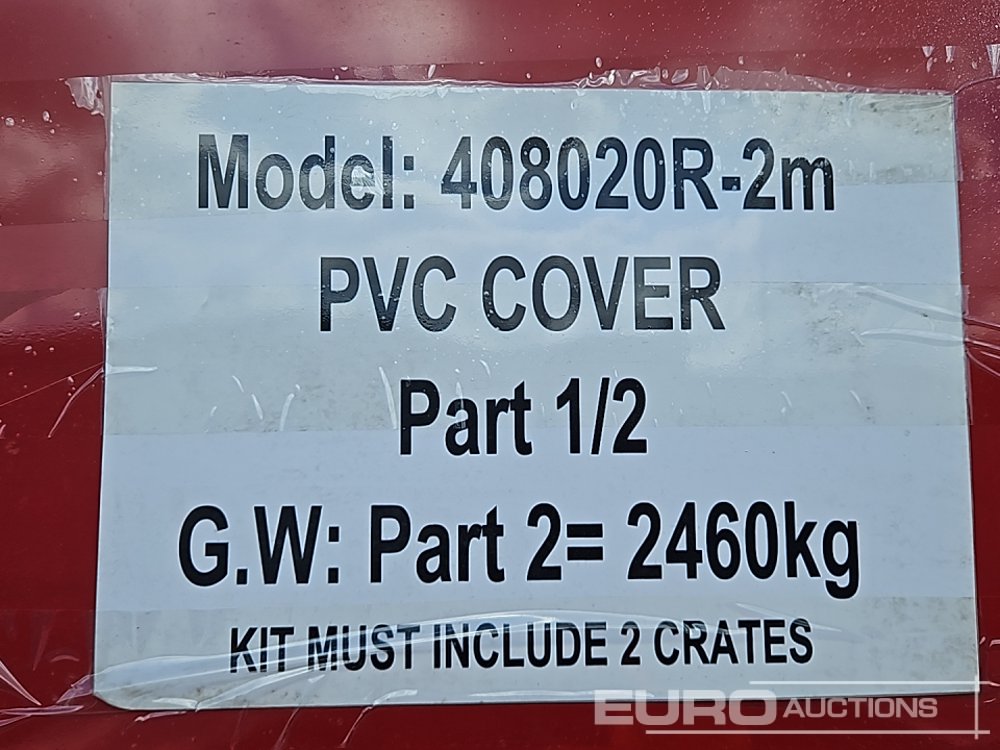 Model: 408020R-2m
PVC COVER
Part 1/2
G.W: Part 2= 2460kg
KIT MUST INCLUDE 2 CRATES
EURO AUCTIONS